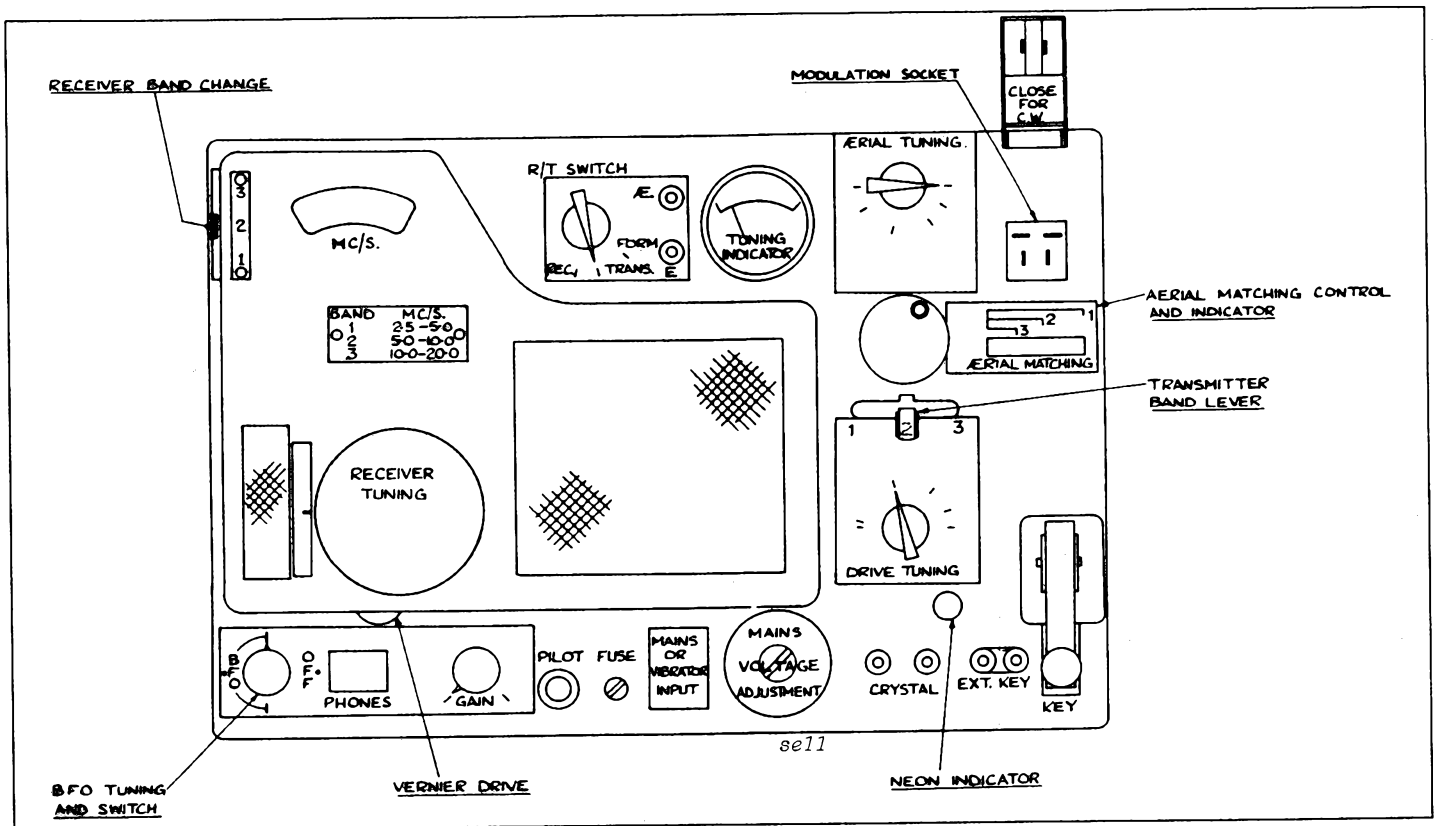 RECEIVER BAND CHANGE
MODULATION SOCKET
CLOSE
FOR
C.W.
3
2
1
MC/S.
R/T SWITCH
Æ.
FORM
REC. TRANS. E
TUNING
INDICATOR
ÆRIAL TUNING.
AERIAL MATCHING CONTROL
AND INDICATOR
1
2
3
ÆRIAL MATCHING
BAND MC/S.
1 2·5-5·0
2 5·0-10·0
3 10·0-20·0
TRANSMITTER
BAND LEVER
1 2 3
DRIVE TUNING
RECEIVER
TUNING
BFO
OFF
PHONES
GAIN
PILOT FUSE
MAINS
OR
VIBRATOR
INPUT
MAINS
VOLTAGE
ADJUSTMENT
CRYSTAL
EXT. KEY
KEY
sell
BFO TUNING
AND SWITCH
VERNIER DRIVE
NEON INDICATOR